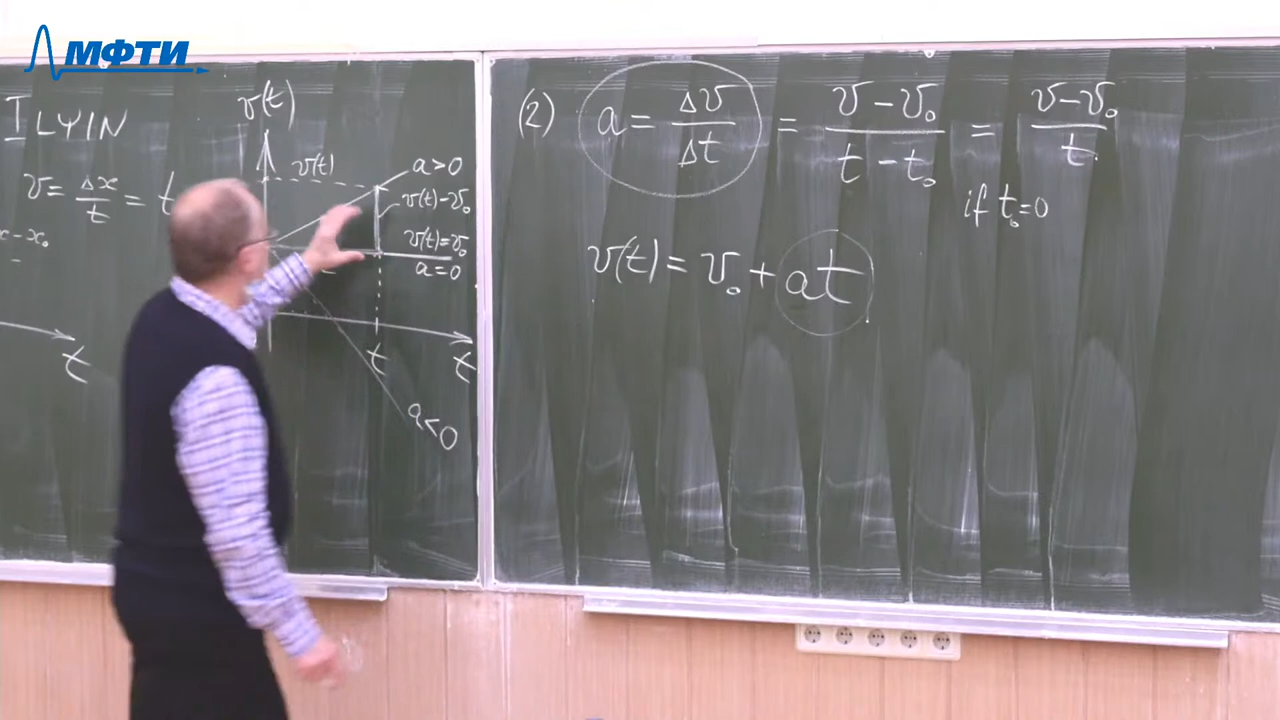 МФТИ
ILYIN
v = Δx/t = t
x - x₀
t
v(t)
v(t)
a > 0
v(t) - v₀
v(t) = v₀
a = 0
t
t
a < 0
(2) a = Δv/Δt = (v - v₀)/(t - t₀) = (v - v₀)/t
if t₀ = 0
v(t) = v₀ + at